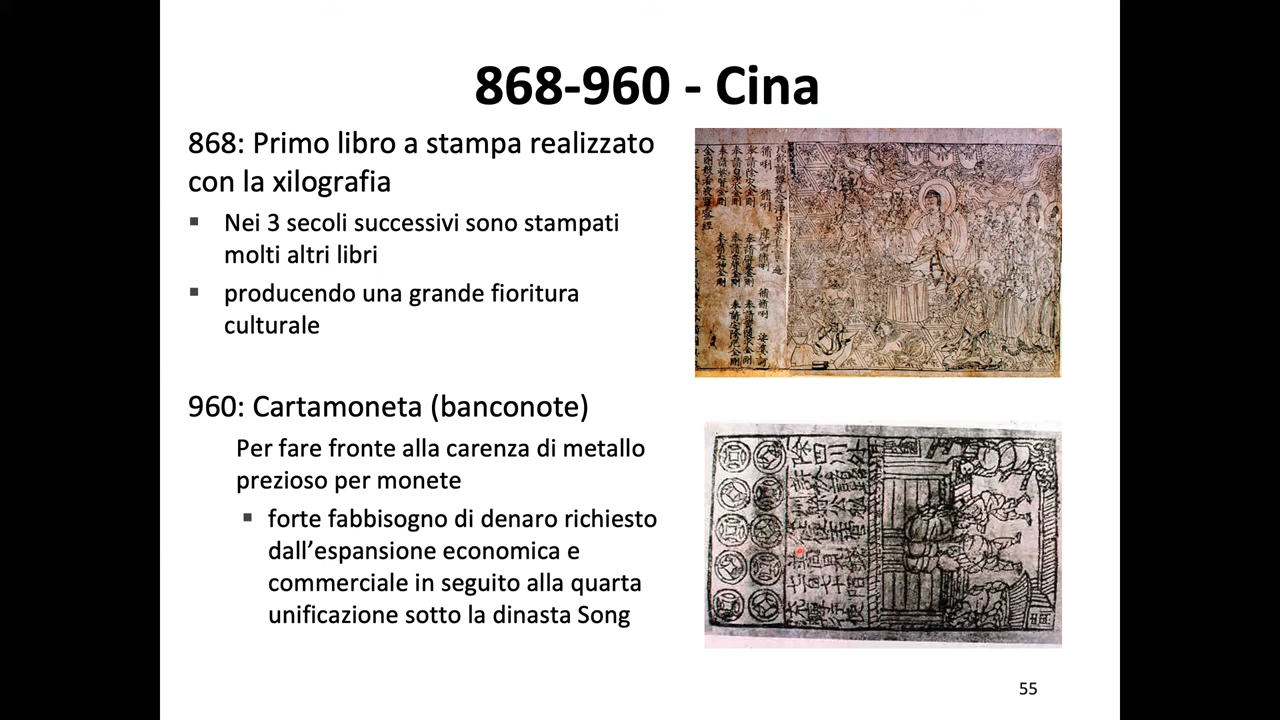 868-960 - Cina
868: Primo libro a stampa realizzato
con la xilografia
▪ Nei 3 secoli successivi sono stampati
molti altri libri
▪ producendo una grande fioritura
culturale
960: Cartamoneta (banconote)
Per fare fronte alla carenza di metallo
prezioso per monete
▪ forte fabbisogno di denaro richiesto
dall’espansione economica e
commerciale in seguito alla quarta
unificazione sotto la dinasta Song
55